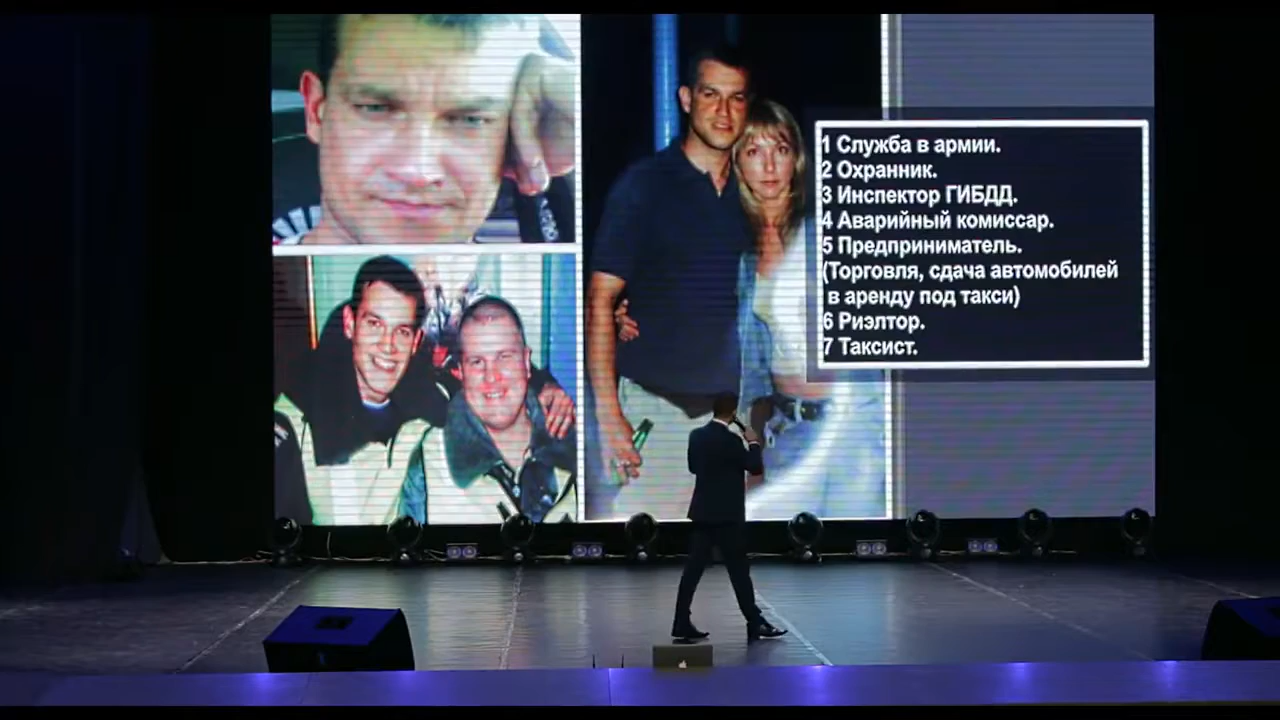 1 Служба в армии.
2 Охранник.
3 Инспектор ГИБДД.
4 Аварийный комиссар.
5 Предприниматель.
(Торговля, сдача автомобилей
в аренду под такси)
6 Риэлтор.
7 Таксист.